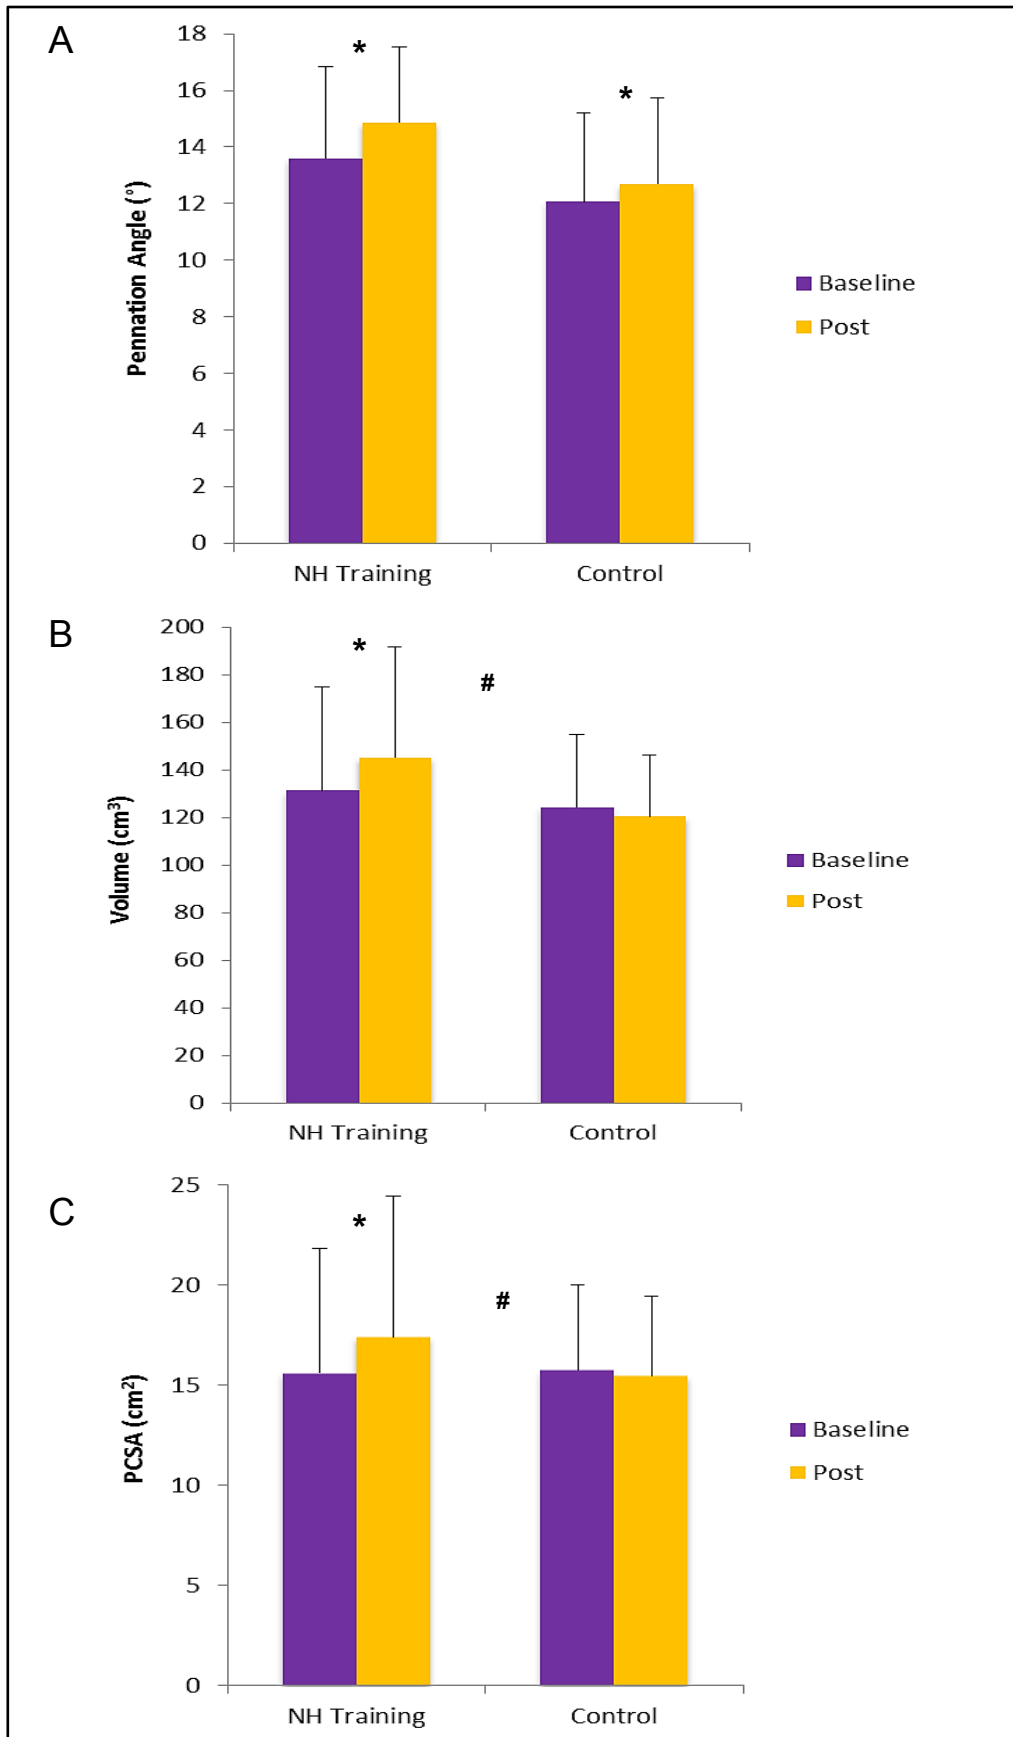 A
18
16
14
12
10
8
6
4
2
0
Pennation Angle (°)
*
*
NH Training
Control
Baseline
Post
B
200
180
160
140
120
100
80
60
40
20
0
Volume (cm³)
*
#
NH Training
Control
Baseline
Post
C
25
20
15
10
5
0
PCSA (cm²)
*
#
NH Training
Control
Baseline
Post